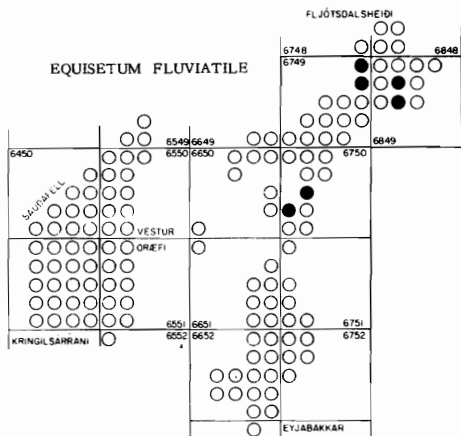 FLJÓTSDALSHEIÐI
6748 6848
6749
EQUISETUM FLUVIATILE
6549 6649 6849
6450 6550 6650 6750
SAUÐAFELL
VESTUR
ÖRÆFI
6551 6651 6751
KRINGILSÁRRANI 6552 6652 6752
EYJABAKKAR